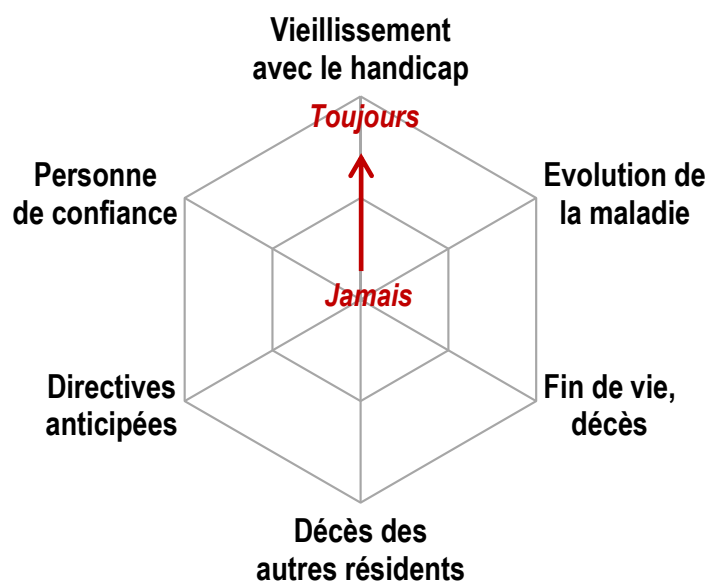 Vieillissement
avec le handicap
Toujours
Personne
de confiance
Evolution de
la maladie
Jamais
Directives
anticipées
Fin de vie,
décès
Décès des
autres résidents